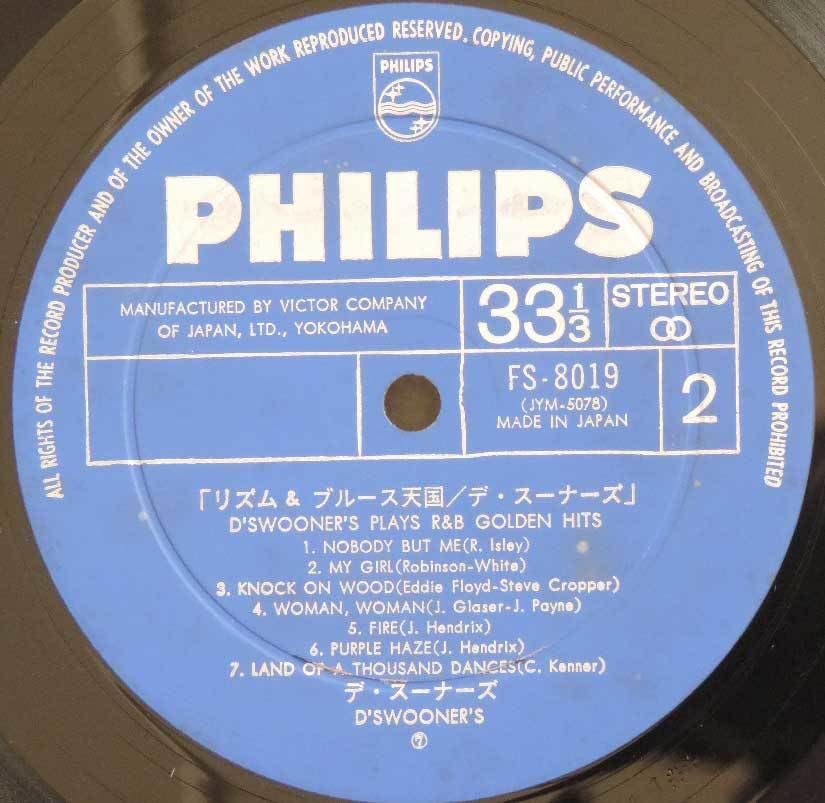 ALL RIGHTS OF THE RECORD PRODUCER AND OF THE OWNER OF THE WORK REPRODUCED RESERVED. COPYING, PUBLIC PERFORMANCE AND BROADCASTING OF THIS RECORD PROHIBITED
PHILIPS
PHILIPS
MANUFACTURED BY VICTOR COMPANY
OF JAPAN, LTD., YOKOHAMA
33 1/3
STEREO
FS-8019
(JYM-5078)
MADE IN JAPAN
2
「リズム & ブルース天国/デ・スーナーズ」
D'SWOONER'S PLAYS R&B GOLDEN HITS
1. NOBODY BUT ME(R. Isley)
2. MY GIRL(Robinson-White)
3. KNOCK ON WOOD(Eddie Floyd-Steve Cropper)
4. WOMAN, WOMAN(J. Glaser-J. Payne)
5. FIRE(J. Hendrix)
6. PURPLE HAZE(J. Hendrix)
7. LAND OF A THOUSAND DANCES(C. Kenner)
デ・スーナーズ
D'SWOONER'S
⑦